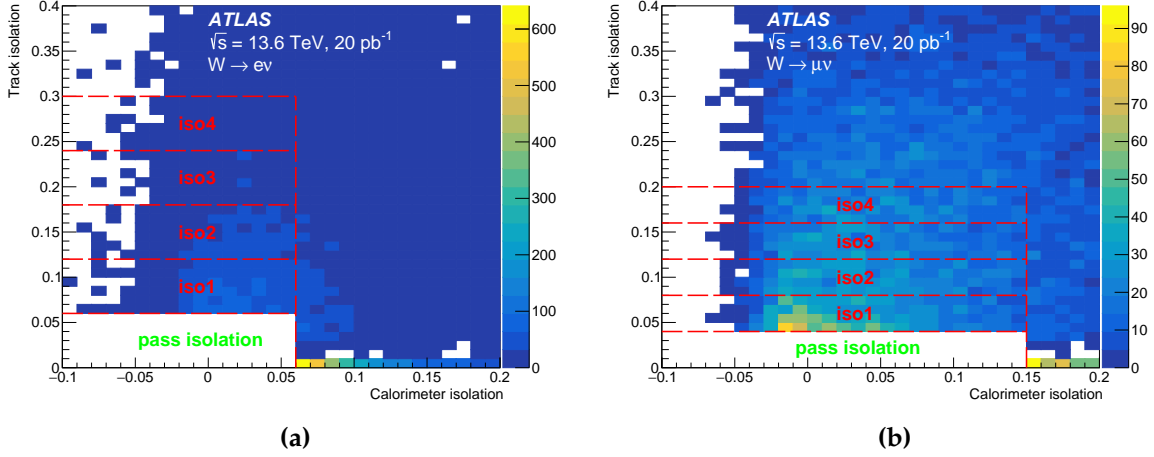 ATLAS
√s = 13.6 TeV, 20 pb⁻¹
W → eν
iso4
iso3
iso2
iso1
pass isolation
Track isolation
0.4
0.35
0.3
0.25
0.2
0.15
0.1
0.05
0
−0.1
−0.05
0
0.05
0.1
0.15
0.2
Calorimeter isolation
600
500
400
300
200
100
0
(a)
ATLAS
√s = 13.6 TeV, 20 pb⁻¹
W → μν
iso4
iso3
iso2
iso1
pass isolation
Track isolation
0.4
0.35
0.3
0.25
0.2
0.15
0.1
0.05
0
−0.1
−0.05
0
0.05
0.1
0.15
0.2
Calorimeter isolation
90
80
70
60
50
40
30
20
10
0
(b)